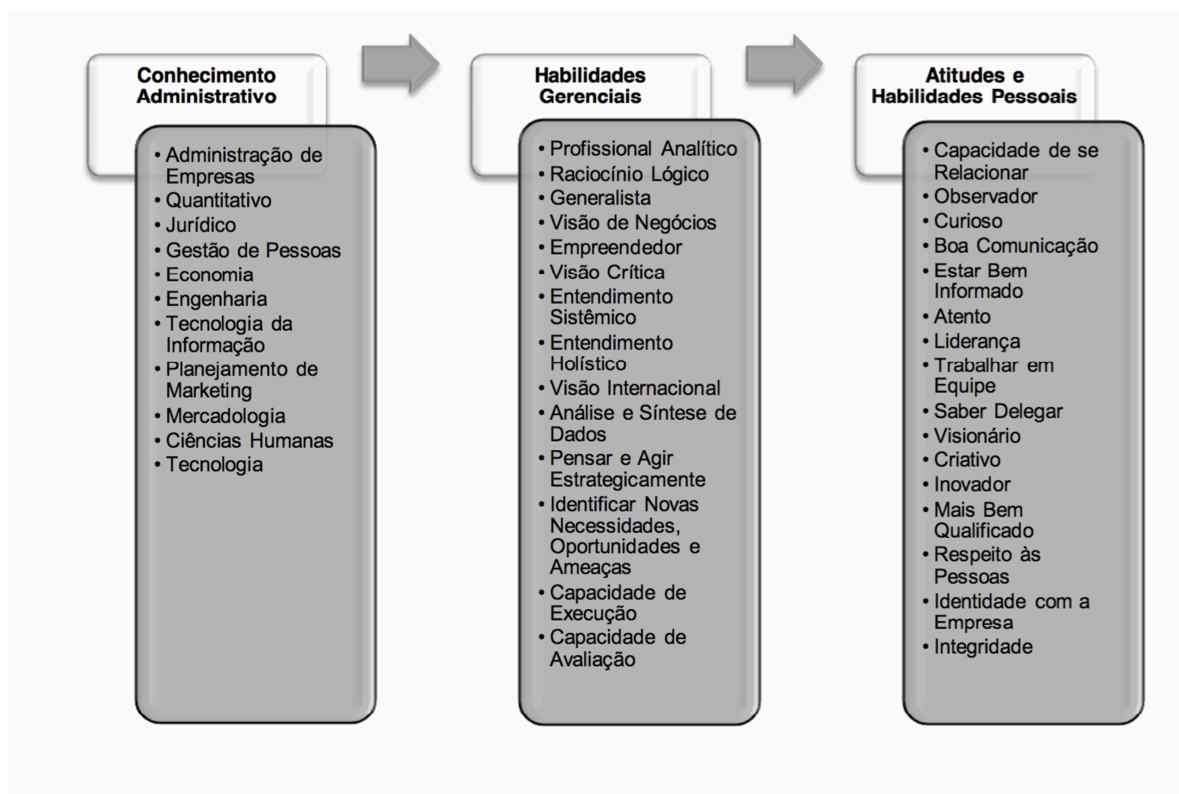 Conhecimento
Administrativo
• Administração de
Empresas
• Quantitativo
• Jurídico
• Gestão de Pessoas
• Economia
• Engenharia
• Tecnologia da
Informação
• Planejamento de
Marketing
• Mercadologia
• Ciências Humanas
• Tecnologia
Habilidades
Gerenciais
• Profissional Analítico
• Raciocínio Lógico
• Generalista
• Visão de Negócios
• Empreendedor
• Visão Crítica
• Entendimento
Sistêmico
• Entendimento
Holístico
• Visão Internacional
• Análise e Síntese de
Dados
• Pensar e Agir
Estrategicamente
• Identificar Novas
Necessidades,
Oportunidades e
Ameaças
• Capacidade de
Execução
• Capacidade de
Avaliação
Atitudes e
Habilidades Pessoais
• Capacidade de se
Relacionar
• Observador
• Curioso
• Boa Comunicação
• Estar Bem
Informado
• Atento
• Liderança
• Trabalhar em
Equipe
• Saber Delegar
• Visionário
• Criativo
• Inovador
• Mais Bem
Qualificado
• Respeito às
Pessoas
• Identidade com a
Empresa
• Integridade